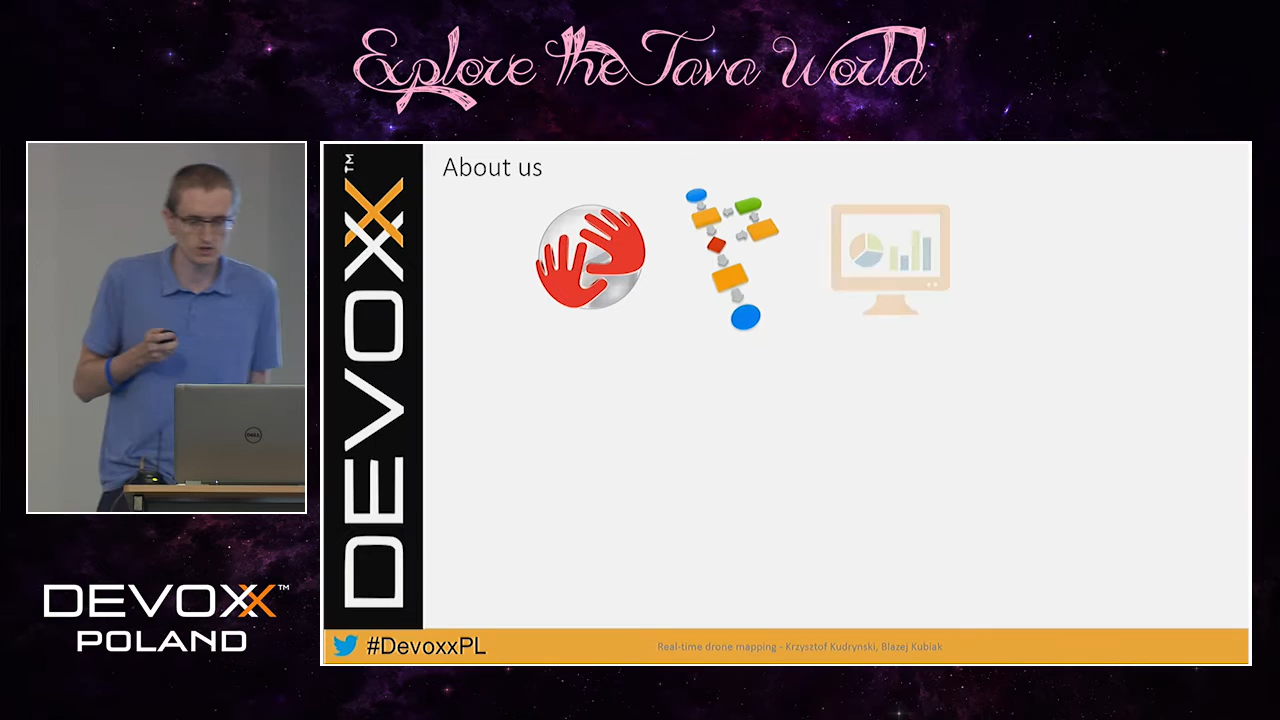 Explore the Java World
DEVOXX™
About us
DELL
DEVOXX™
POLAND
#DevoxxPL
Real-time drone mapping - Krzysztof Kudrynski, Blazej Kubiak